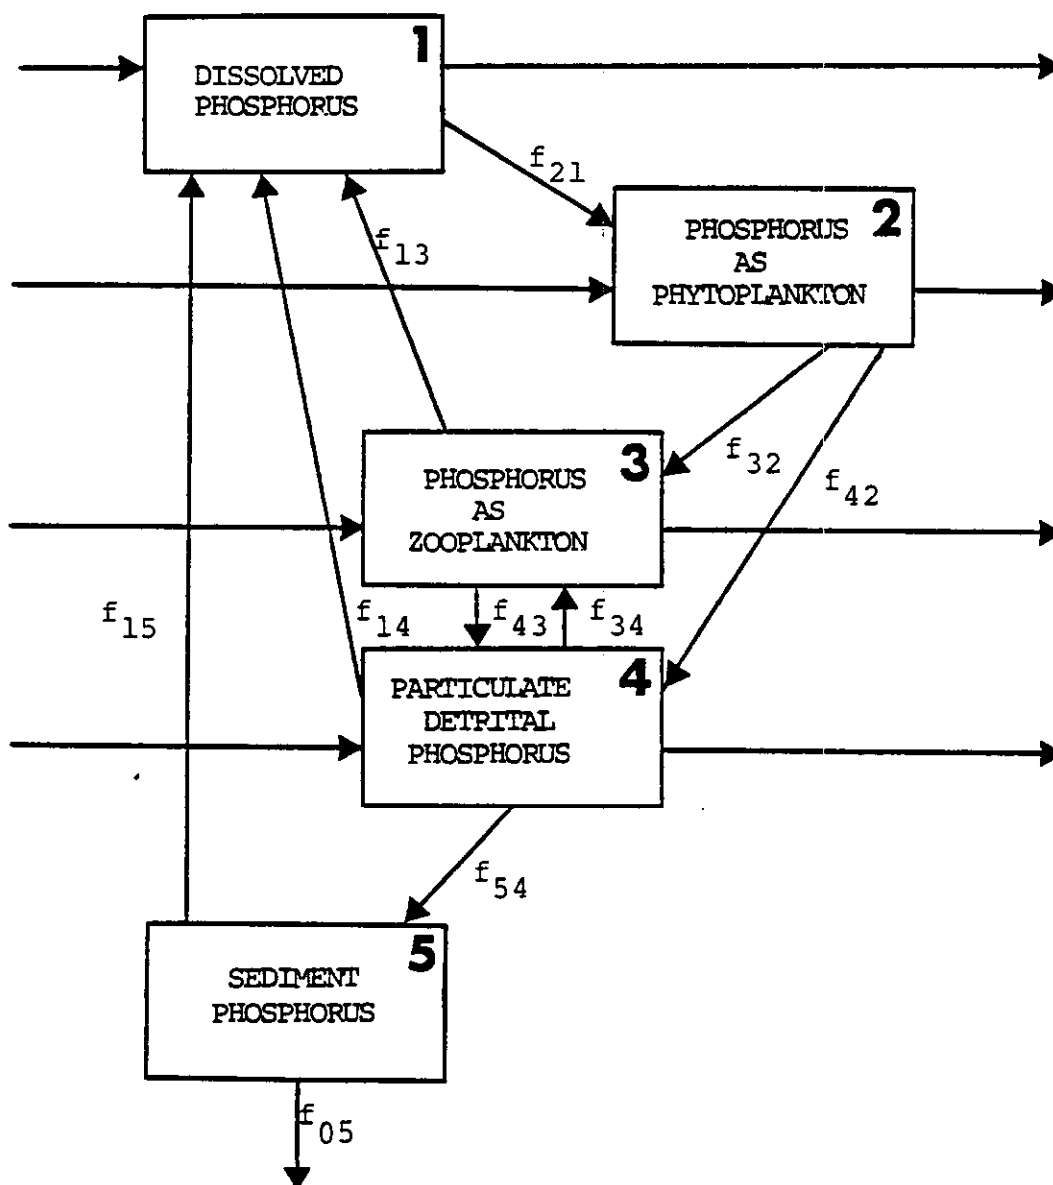 1
DISSOLVED
PHOSPHORUS
f21
2
PHOSPHORUS
AS
PHYTOPLANKTON
f13
3
PHOSPHORUS
AS
ZOOPLANKTON
f32
f42
f15
f14
f43
f34
4
PARTICULATE
DETRITAL
PHOSPHORUS
f54
5
SEDIMENT
PHOSPHORUS
f05